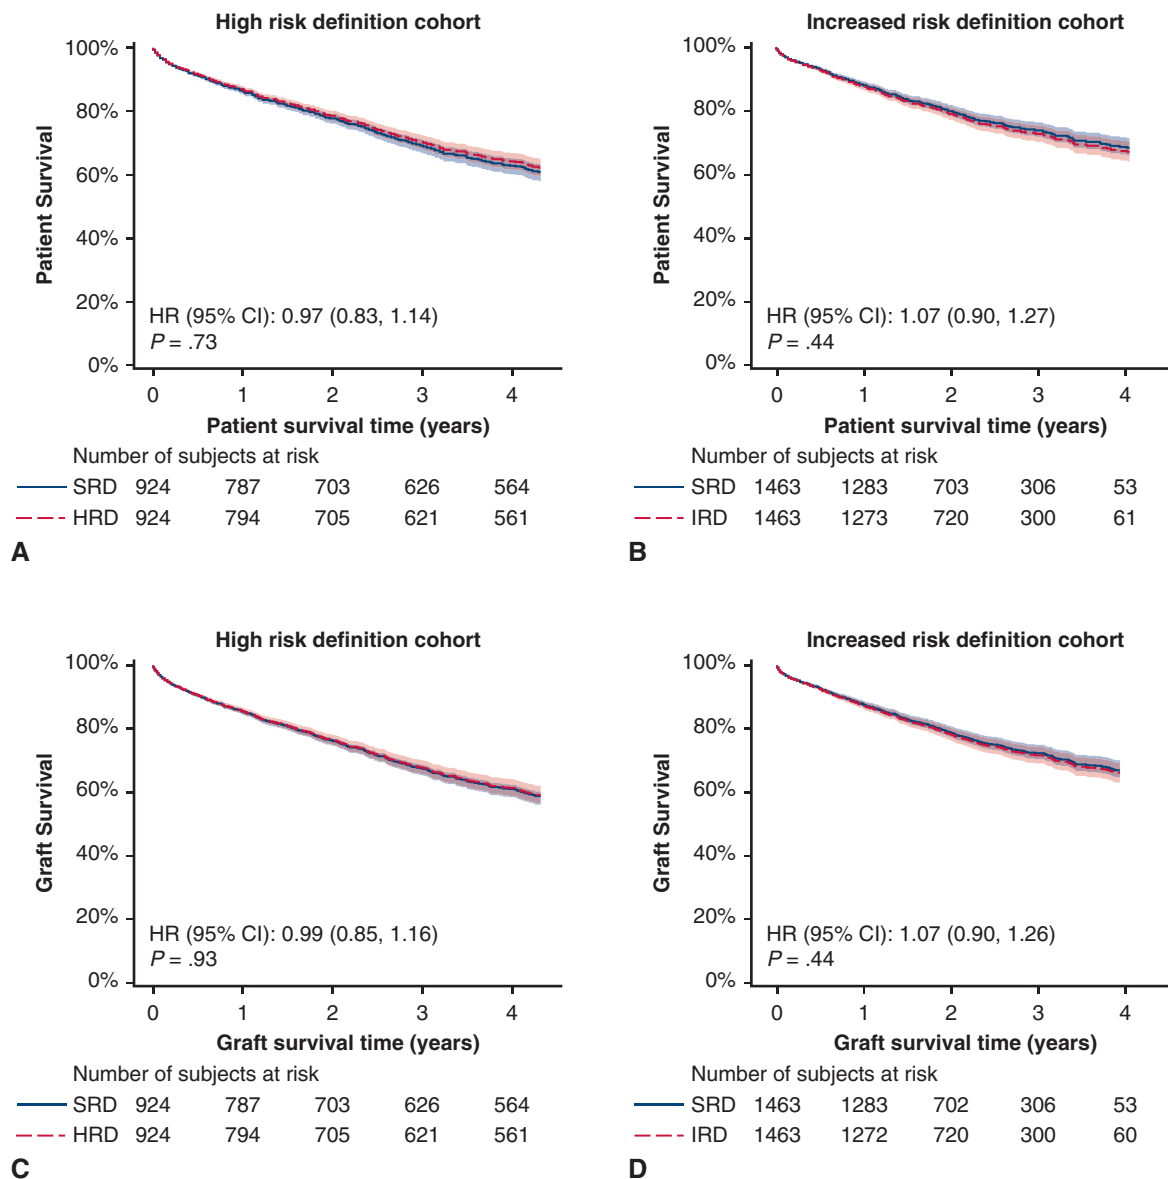 High risk definition cohort
100%
80%
60%
40%
20%
0%
Patient Survival
HR (95% CI): 0.97 (0.83, 1.14)
P = .73
0 1 2 3 4
Patient survival time (years)
Number of subjects at risk
SRD 924 787 703 626 564
HRD 924 794 705 621 561
A
Increased risk definition cohort
100%
80%
60%
40%
20%
0%
Patient Survival
HR (95% CI): 1.07 (0.90, 1.27)
P = .44
0 1 2 3 4
Patient survival time (years)
Number of subjects at risk
SRD 1463 1283 703 306 53
IRD 1463 1273 720 300 61
B
High risk definition cohort
100%
80%
60%
40%
20%
0%
Graft Survival
HR (95% CI): 0.99 (0.85, 1.16)
P = .93
0 1 2 3 4
Graft survival time (years)
Number of subjects at risk
SRD 924 787 703 626 564
HRD 924 794 705 621 561
C
Increased risk definition cohort
100%
80%
60%
40%
20%
0%
Graft Survival
HR (95% CI): 1.07 (0.90, 1.26)
P = .44
0 1 2 3 4
Graft survival time (years)
Number of subjects at risk
SRD 1463 1283 702 306 53
IRD 1463 1272 720 300 60
D